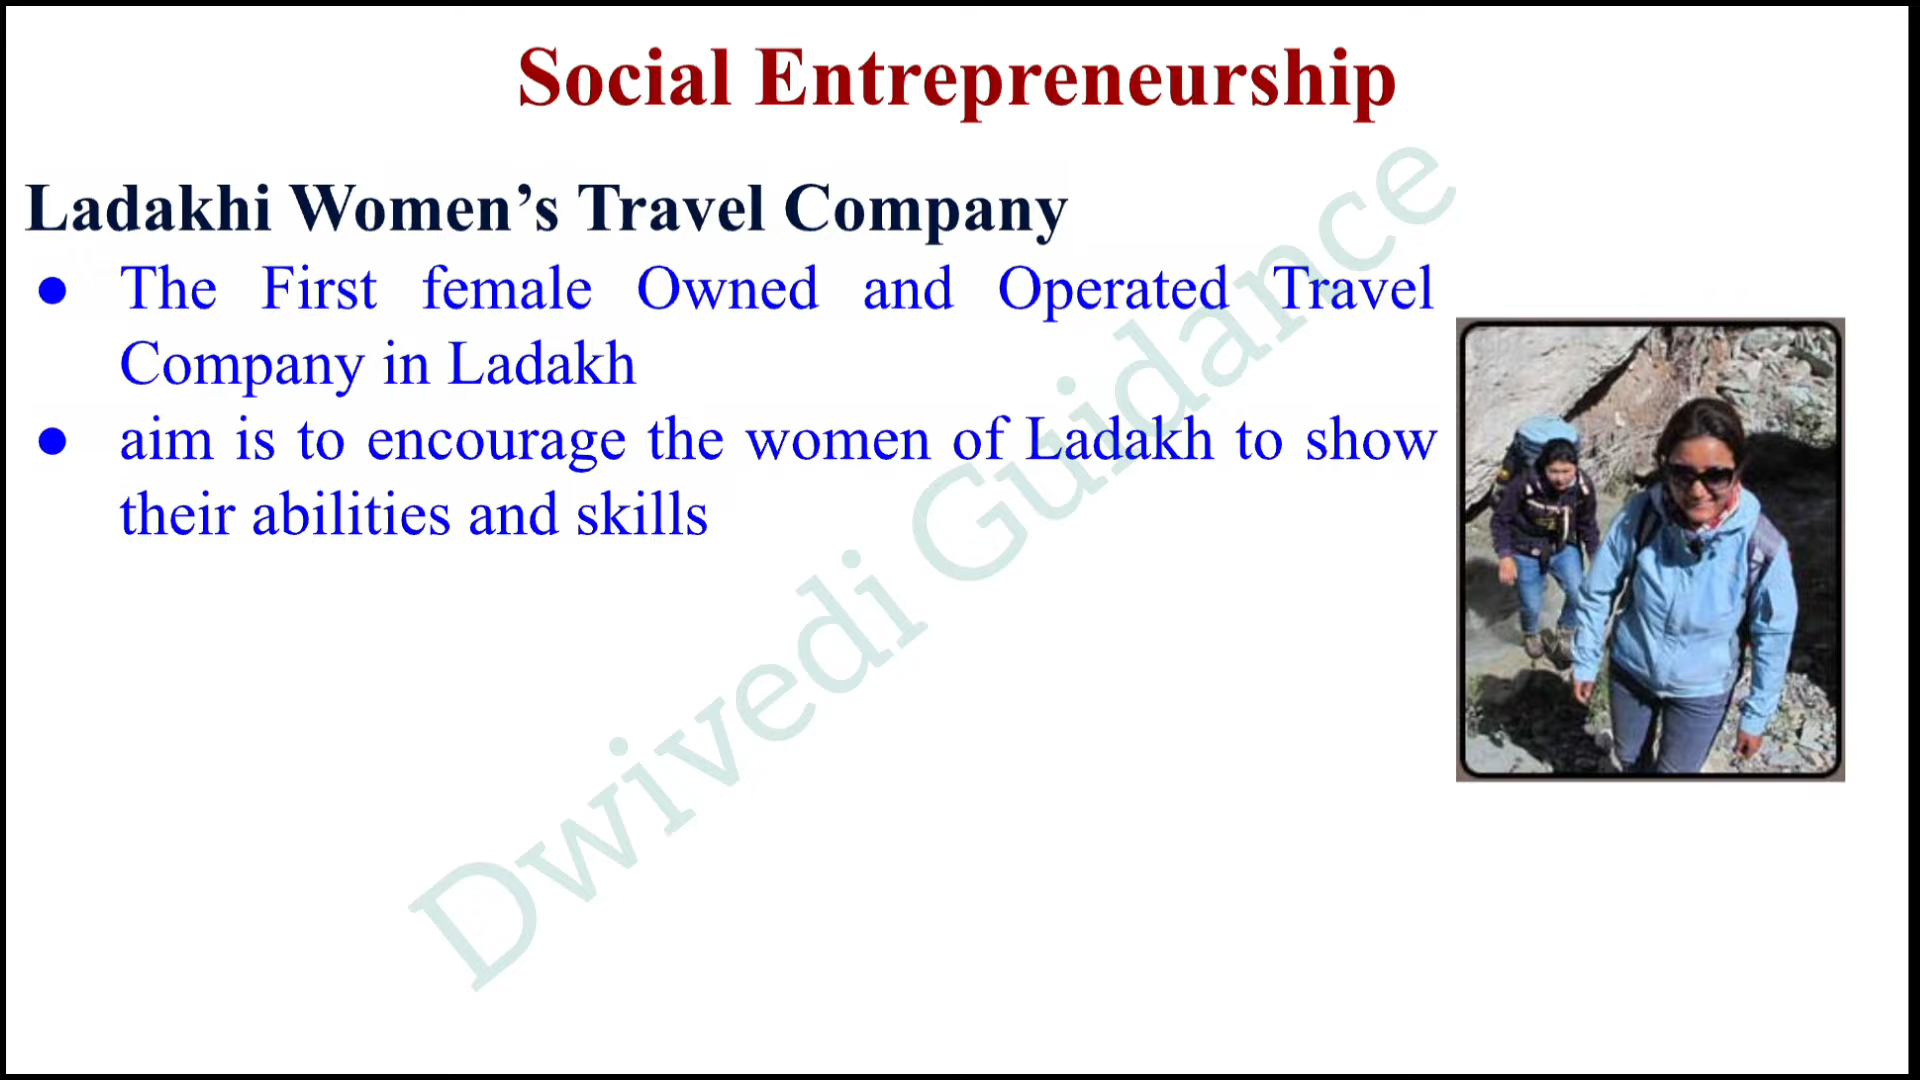 Social Entrepreneurship
Ladakhi Women’s Travel Company
● The First female Owned and Operated Travel
Company in Ladakh
● aim is to encourage the women of Ladakh to show
their abilities and skills
Dwivedi Guidance